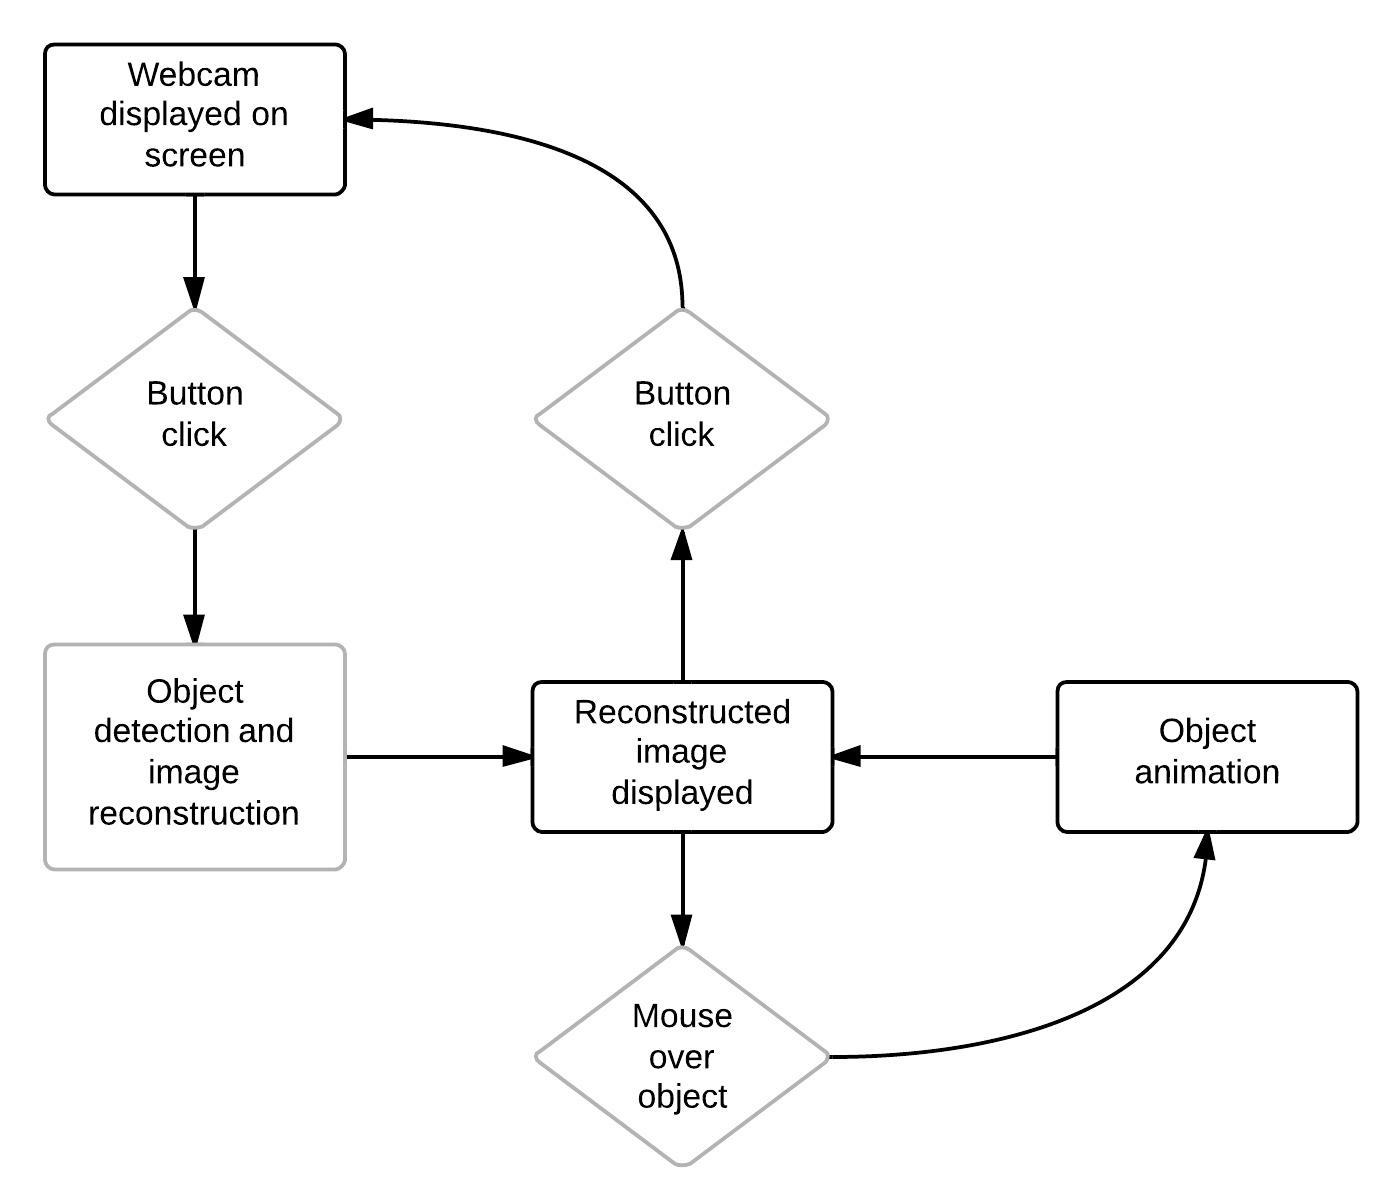 Webcam
displayed on
screen
Button
click
Button
click
Object
detection and
image
reconstruction
Reconstructed
image
displayed
Object
animation
Mouse
over
object